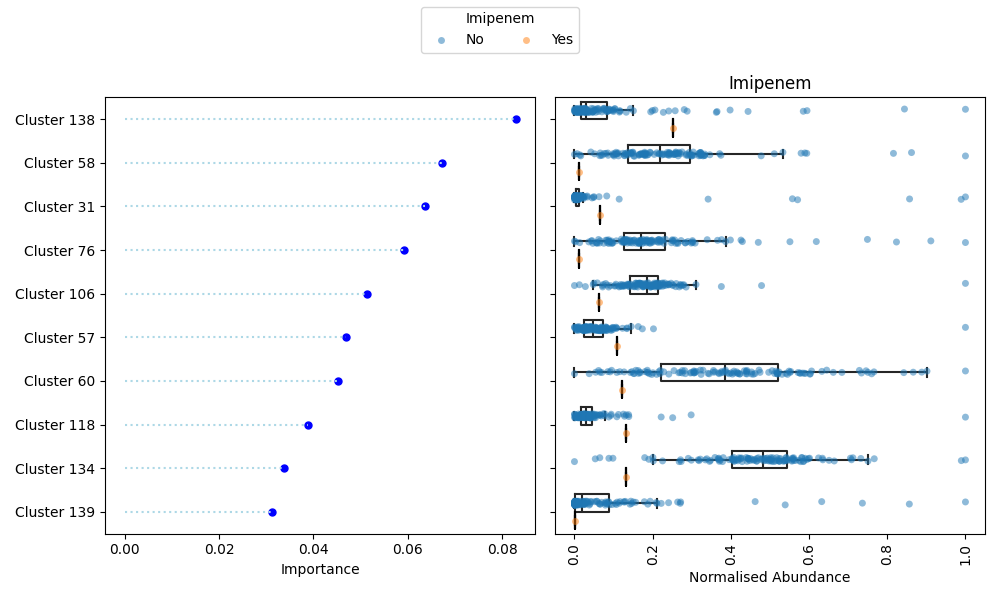 Imipenem
No Yes
Imipenem
Cluster 138
Cluster 58
Cluster 31
Cluster 76
Cluster 106
Cluster 57
Cluster 60
Cluster 118
Cluster 134
Cluster 139
0.00 0.02 0.04 0.06 0.08
Importance
0.0 0.2 0.4 0.6 0.8 1.0
Normalised Abundance